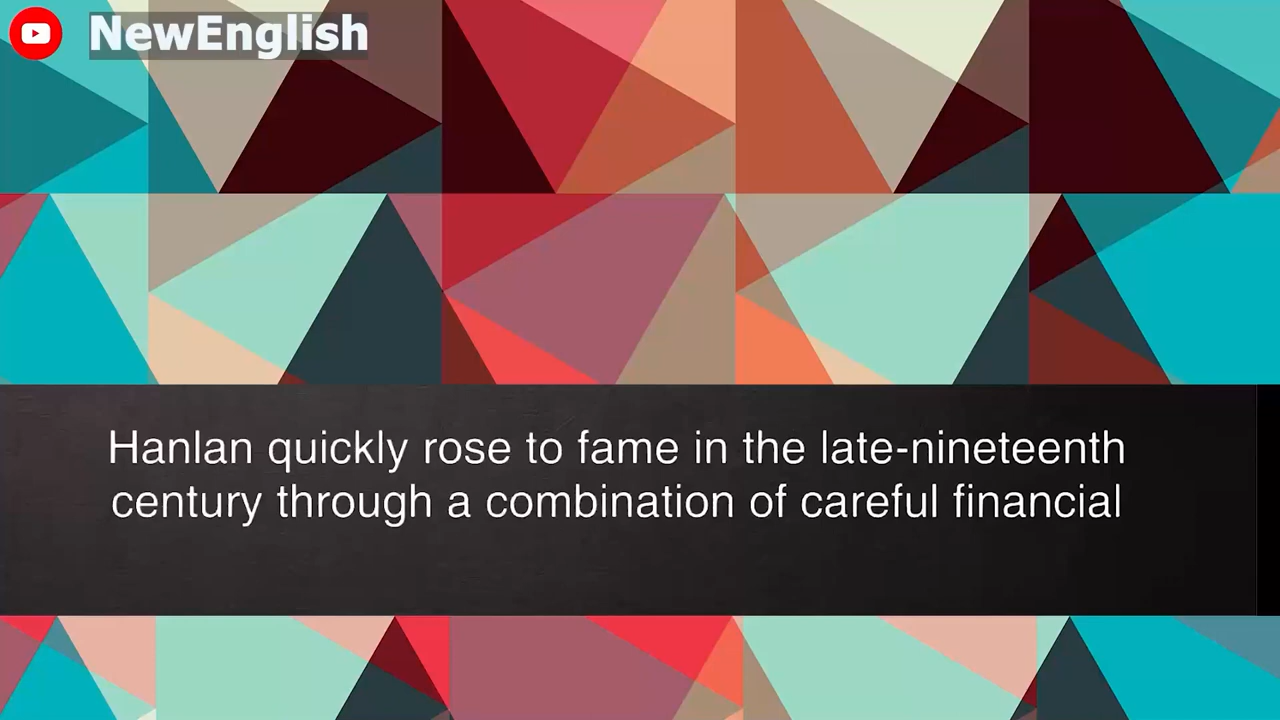 NewEnglish
Hanlan quickly rose to fame in the late-nineteenth
century through a combination of careful financial